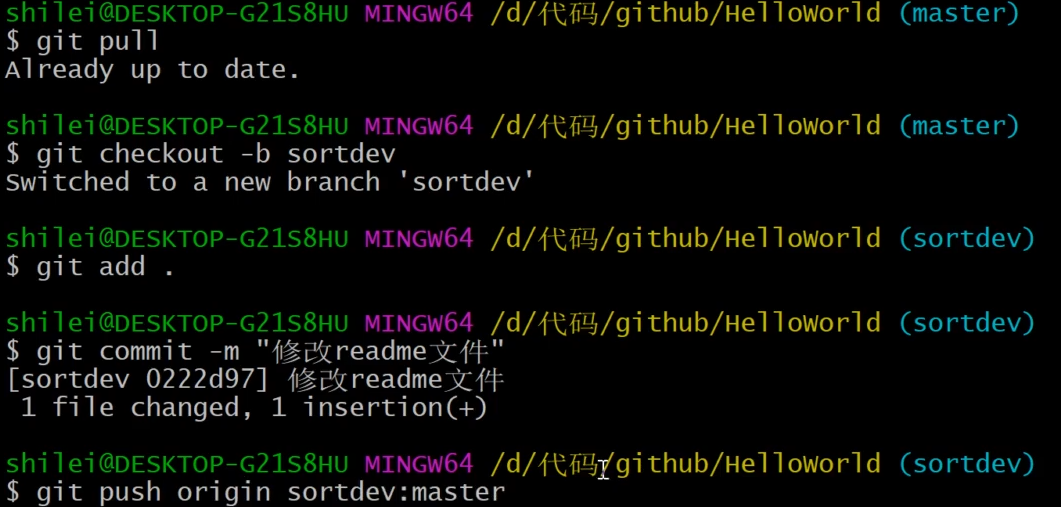 shilei@DESKTOP-G21S8HU MINGW64 /d/代码/github/HelloWorld (master)
$ git pull
Already up to date.
shilei@DESKTOP-G21S8HU MINGW64 /d/代码/github/HelloWorld (master)
$ git checkout -b sortdev
Switched to a new branch 'sortdev'
shilei@DESKTOP-G21S8HU MINGW64 /d/代码/github/HelloWorld (sortdev)
$ git add .
shilei@DESKTOP-G21S8HU MINGW64 /d/代码/github/HelloWorld (sortdev)
$ git commit -m "修改readme文件"
[sortdev 0222d97] 修改readme文件
 1 file changed, 1 insertion(+)
shilei@DESKTOP-G21S8HU MINGW64 /d/代码/github/HelloWorld (sortdev)
$ git push origin sortdev:master